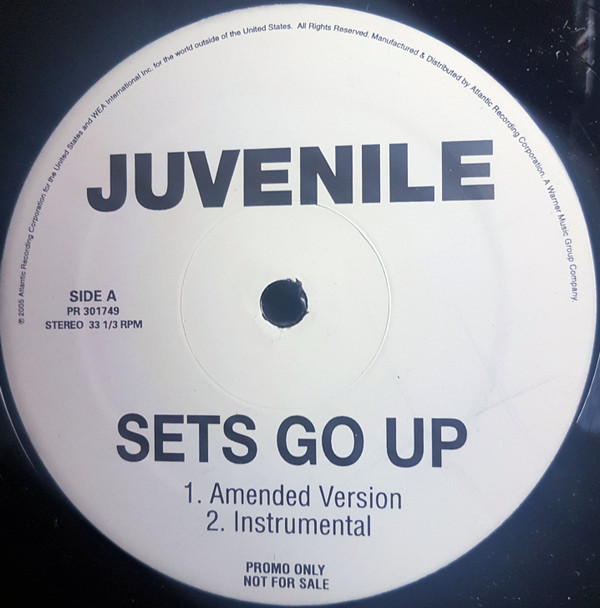 ℗ 2005 Atlantic Recording Corporation for the United States and WEA International Inc. for the world outside of the United States. All Rights Reserved. Manufactured & Distributed by Atlantic Recording Corporation. A Warner Music Group Company.
JUVENILE
SIDE A
PR 301749
STEREO 33 1/3 RPM
SETS GO UP
1. Amended Version
2. Instrumental
PROMO ONLY
NOT FOR SALE